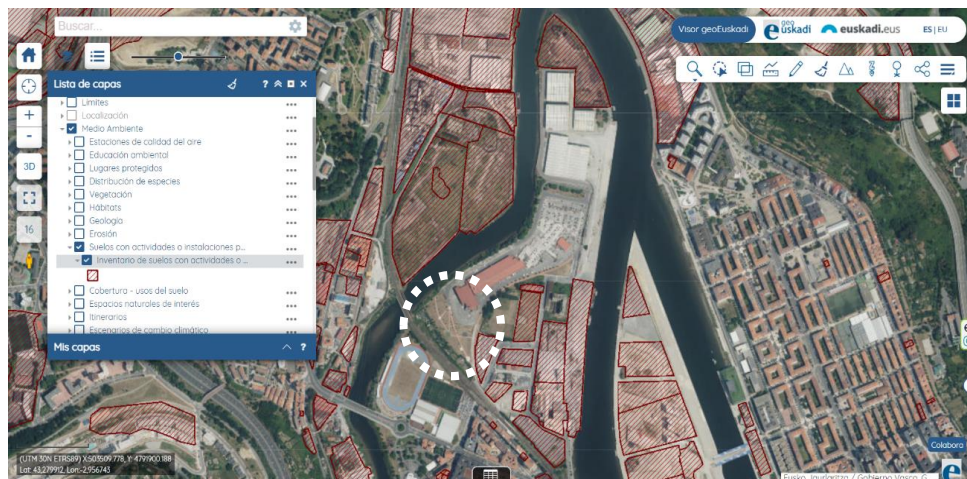 Buscar...
Visor geoEuskadi
geo
euskadi
euskadi.eus
ES | EU
Lista de capas
?
+
-
3D
16
Límites
Localización
Medio Ambiente
Estaciones de calidad del aire
Educación ambiental
Lugares protegidos
Distribución de especies
Vegetación
Hábitats
Geología
Erosión
Suelos con actividades o instalaciones p...
Inventario de suelos con actividades o ...
Cobertura - usos del suelo
Espacios naturales de interés
Itinerarios
Escenarios de cambio climático
Mis capas
?
Colabora
(UTM 30N ETRS89) X:503509.778, Y: 4791900.188
Lat: 43,279912, Lon:-2,956743
Eusko Jaurlaritza / Gobierno Vasco, G...